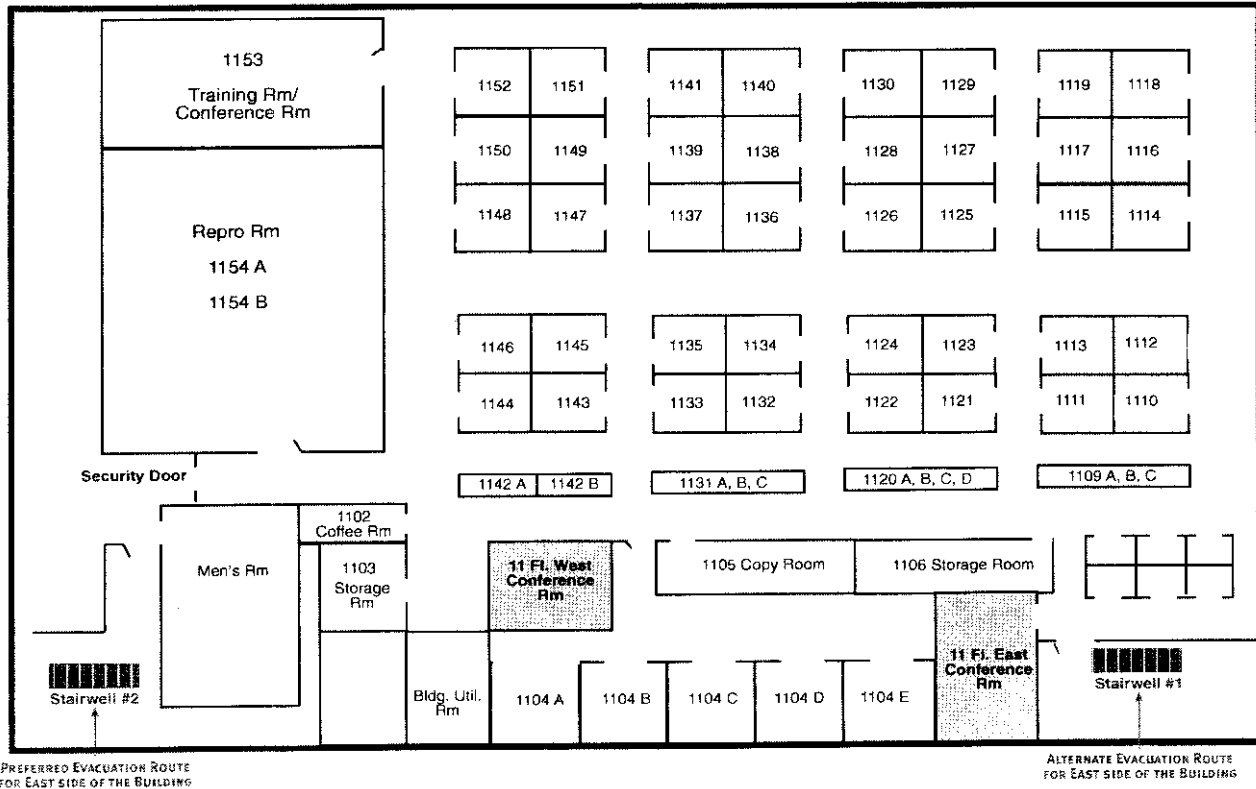 1153
Training Rm/
Conference Rm
Repro Rm
1154 A
1154 B
1152 1151
1150 1149
1148 1147
1141 1140
1139 1138
1137 1136
1130 1129
1128 1127
1126 1125
1119 1118
1117 1116
1115 1114
1146 1145
1144 1143
1135 1134
1133 1132
1124 1123
1122 1121
1113 1112
1111 1110
Security Door
1142 A 1142 B
1131 A, B, C
1120 A, B, C, D
1109 A, B, C
1102
Coffee Rm
Men's Rm
1103
Storage
Rm
11 Fl. West
Conference
Rm
1105 Copy Room
1106 Storage Room
Stairwell #2
Bldg. Util.
Rm
1104 A
1104 B
1104 C
1104 D
1104 E
11 Fl. East
Conference
Rm
Stairwell #1
PREFERRED EVACUATION ROUTE
FOR EAST SIDE OF THE BUILDING
ALTERNATE EVACUATION ROUTE
FOR EAST SIDE OF THE BUILDING